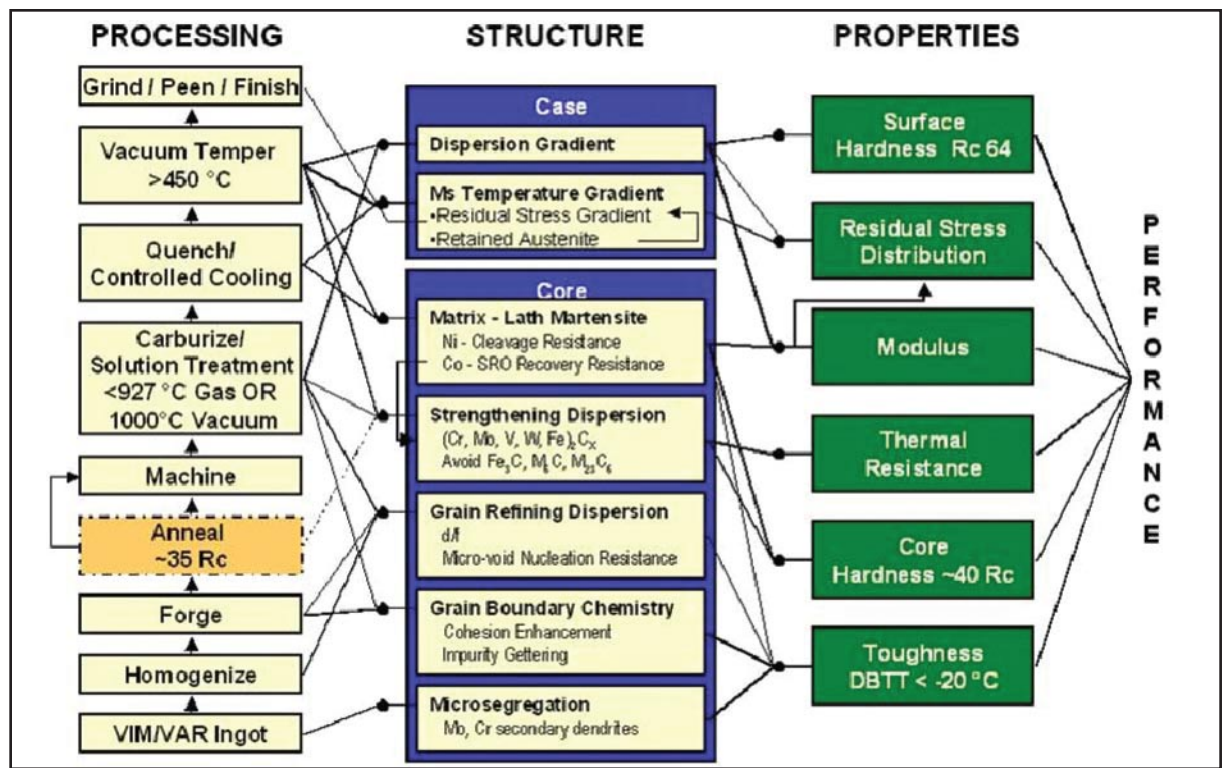 PROCESSING
Grind / Peen / Finish
Vacuum Temper
>450 °C
Quench/
Controlled Cooling
Carburize/
Solution Treatment
<927 °C Gas OR
1000°C Vacuum
Machine
Anneal
~35 Rc
Forge
Homogenize
VIM/VAR Ingot
STRUCTURE
Case
Dispersion Gradient
Ms Temperature Gradient
•Residual Stress Gradient
•Retained Austenite
Core
Matrix - Lath Martensite
Ni - Cleavage Resistance
Co - SRO Recovery Resistance
Strengthening Dispersion
(Cr, Mo, V, W, Fe)₂Cₓ
Avoid Fe₃C, M₆C, M₂₃C₆
Grain Refining Dispersion
d/f
Micro-void Nucleation Resistance
Grain Boundary Chemistry
Cohesion Enhancement
Impurity Gettering
Microsegregation
Mo, Cr secondary dendrites
PROPERTIES
Surface
Hardness Rc 64
Residual Stress
Distribution
Modulus
Thermal
Resistance
Core
Hardness ~40 Rc
Toughness
DBTT < -20 °C
PERFORMANCE